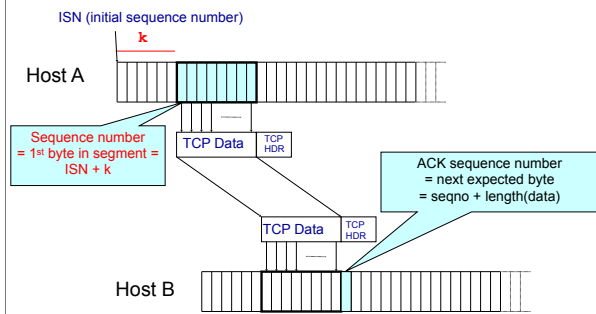 ISN (initial sequence number)
k
Host A
Sequence number
= 1st byte in segment =
ISN + k
TCP Data
TCP
HDR
ACK sequence number
= next expected byte
= seqno + length(data)
TCP Data
TCP
HDR
Host B